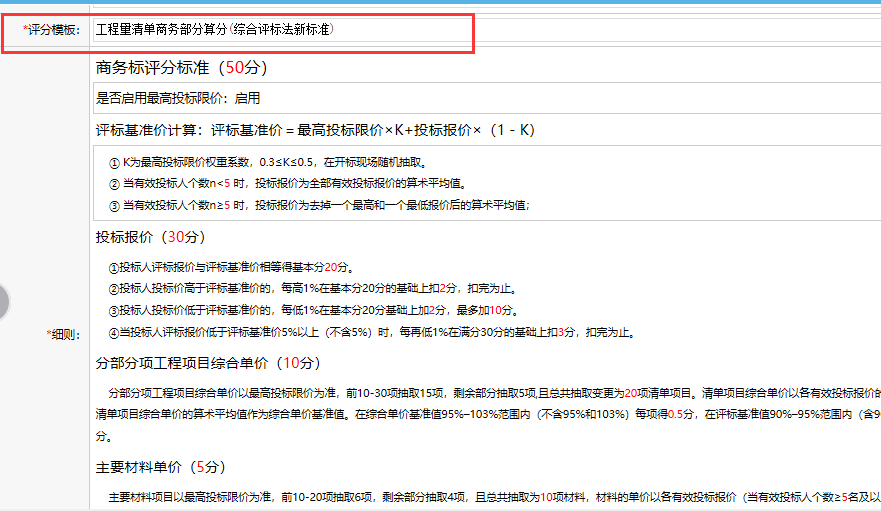 *评分模板：
工程量清单商务部分算分(综合评标法新标准)
商务标评分标准（50分）
是否启用最高投标限价：启用
评标基准价计算：评标基准价＝最高投标限价×K+投标报价×（1－K）
① K为最高投标限价权重系数，0.3≤K≤0.5，在开标现场随机抽取。
② 当有效投标人个数n<5 时，投标报价为全部有效投标报价的算术平均值。
③ 当有效投标人个数n≥5 时，投标报价为去掉一个最高和一个最低报价后的算术平均值；
投标报价（30分）
①投标人评标报价与评标基准价相等得基本分20分。
②投标人投标价高于评标基准价的，每高1%在基本分20分的基础上扣2分，扣完为止。
③投标人投标价低于评标基准价的，每低1%在基本分20分基础上加2分，最多加10分。
*细则：
④当投标人评标报价低于评标基准价5%以上（不含5%）时，每再低1%在满分30分的基础上扣3分，扣完为止。
分部分项工程项目综合单价（10分）
分部分项工程项目综合单价以最高投标限价为准，前10-30项抽取15项，剩余部分抽取5项,且总共抽取变更为20项清单项目。清单项目综合单价以各有效投标报价的
清单项目综合单价的算术平均值作为综合单价基准值。在综合单价基准值95%–103%范围内（不含95%和103%）每项得0.5分，在评标基准值90%–95%范围内（含9
分。
主要材料单价（5分）
主要材料项目以最高投标限价为准，前10-20项抽取6项，剩余部分抽取4项，且总共抽取为10项材料，材料的单价以各有效投标报价（当有效投标人个数≥5名及以